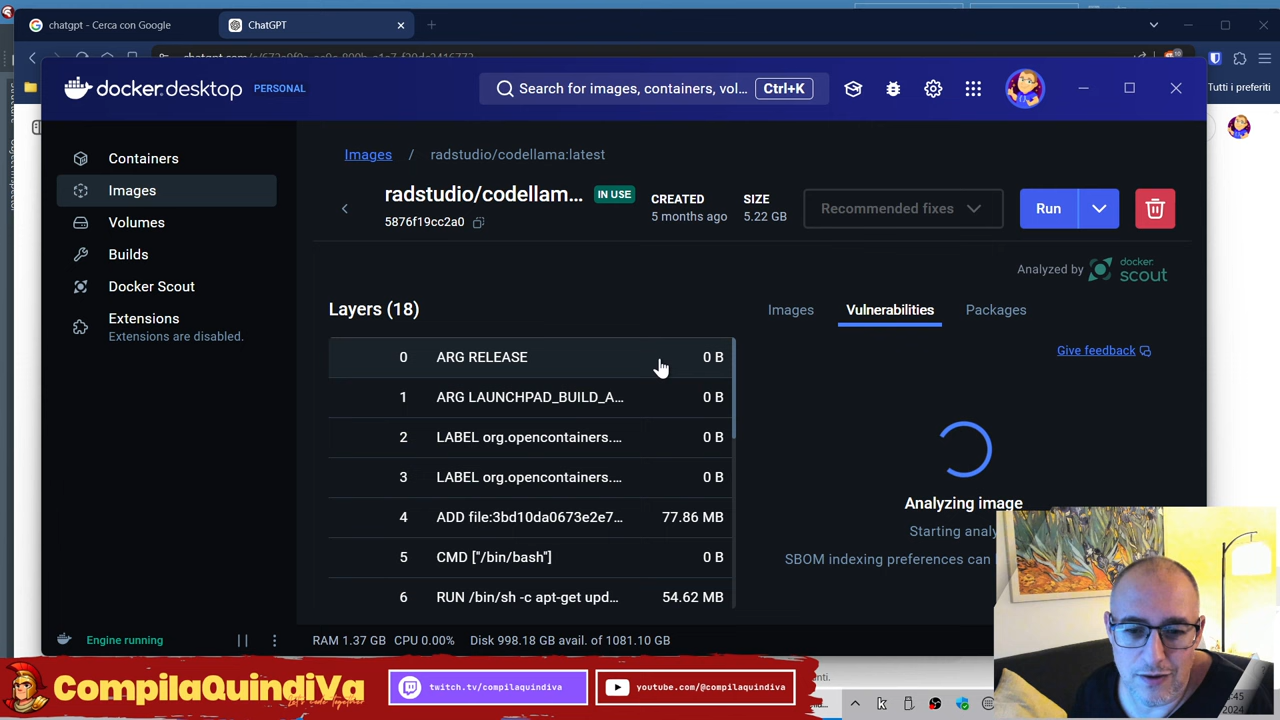 chatgpt - Cerca con Google
ChatGPT
Tutti i preferiti
docker.desktop PERSONAL
Search for images, containers, vol... Ctrl+K
Containers
Images
Volumes
Builds
Docker Scout
Extensions
Extensions are disabled.
Images / radstudio/codellama:latest
radstudio/codellam... IN USE
5876f19cc2a0
CREATED
5 months ago
SIZE
5.22 GB
Recommended fixes
Run
Analyzed by docker scout
Layers (18)
Images
Vulnerabilities
Packages
Give feedback
0 ARG RELEASE 0 B
1 ARG LAUNCHPAD_BUILD_A... 0 B
2 LABEL org.opencontainers.... 0 B
3 LABEL org.opencontainers.... 0 B
4 ADD file:3bd10da0673e2e7... 77.86 MB
5 CMD ["/bin/bash"] 0 B
6 RUN /bin/sh -c apt-get upd... 54.62 MB
Analyzing image
Starting analy
SBOM indexing preferences can
Engine running
RAM 1.37 GB CPU 0.00% Disk 998.18 GB avail. of 1081.10 GB
CompilaQuindiVa
Let's code Together
twitch.tv/compilaquindiva
youtube.com/@compilaquindiva